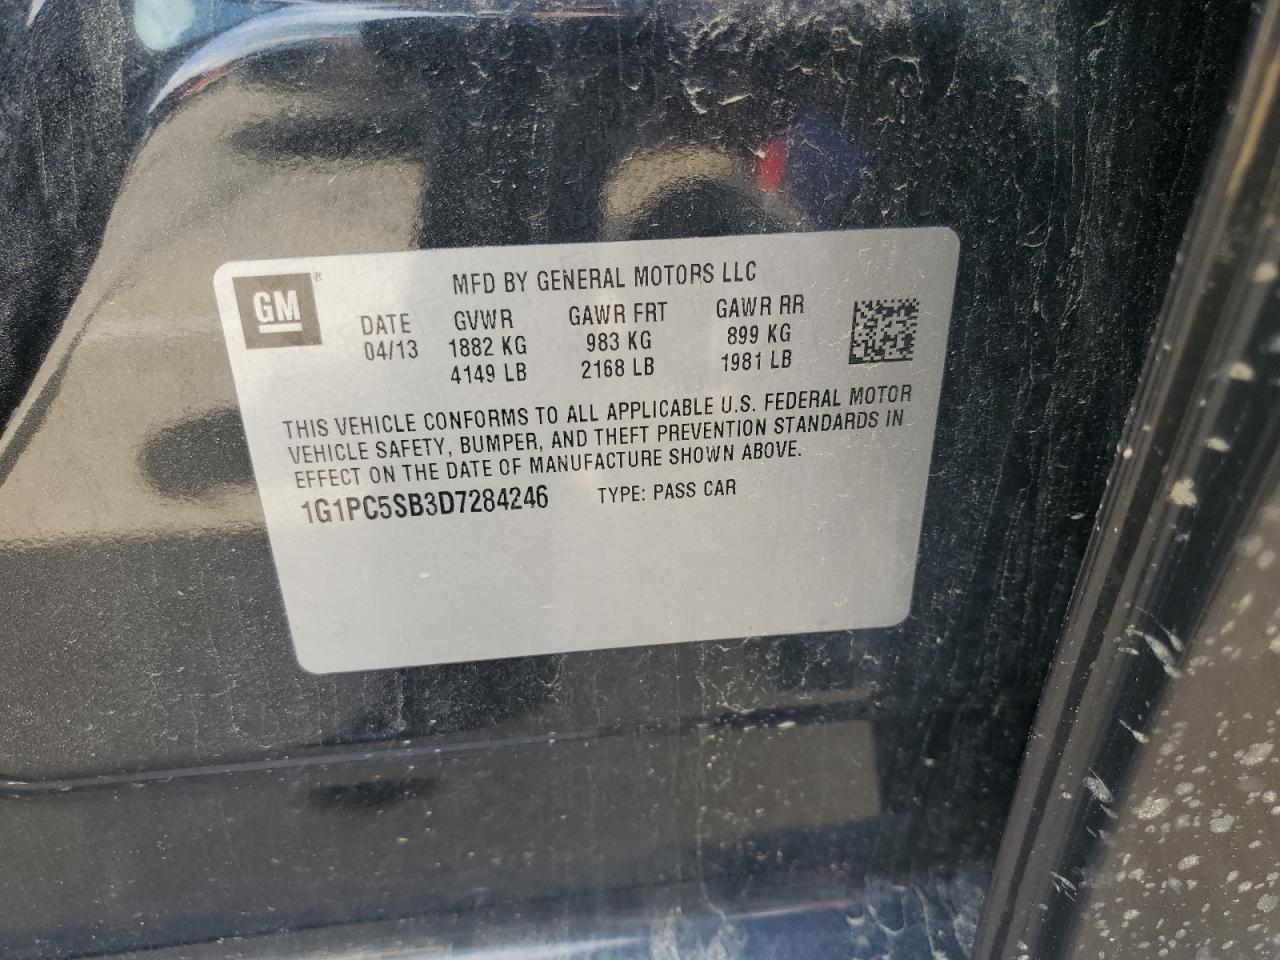 GM
MFD BY GENERAL MOTORS LLC
DATE GVWR GAWR FRT GAWR RR
04/13 1882 KG 983 KG 899 KG
4149 LB 2168 LB 1981 LB
THIS VEHICLE CONFORMS TO ALL APPLICABLE U.S. FEDERAL MOTOR
VEHICLE SAFETY, BUMPER, AND THEFT PREVENTION STANDARDS IN
EFFECT ON THE DATE OF MANUFACTURE SHOWN ABOVE.
1G1PC5SB3D7284246 TYPE: PASS CAR